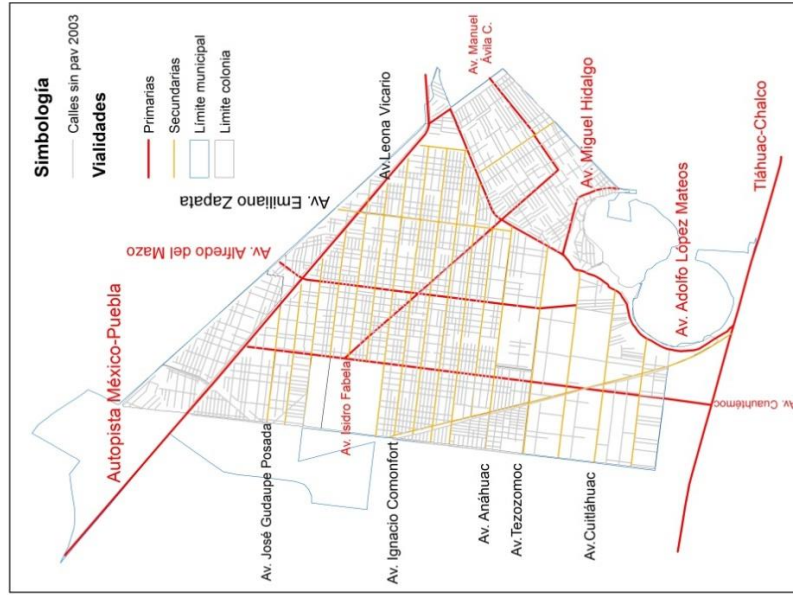 Simbología
Calles sin pav 2003
Vialidades
Primarias
Secundarias
Límite municipal
Limite colonia
Autopista México-Puebla
Av. Alfredo del Mazo
Av. Emiliano Zapata
Av.Leona Vicario
Av. Manuel
Ávila C.
Av. Miguel Hidalgo
Av. Adolfo López Mateos
Tláhuac-Chalco
Av. José Gudaupe Posada
Av. Isidro Fabela
Av. Ignacio Comonfort
Av. Anáhuac
Av.Tezozomoc
Av.Cuitláhuac
Av. Cuauhtémoc